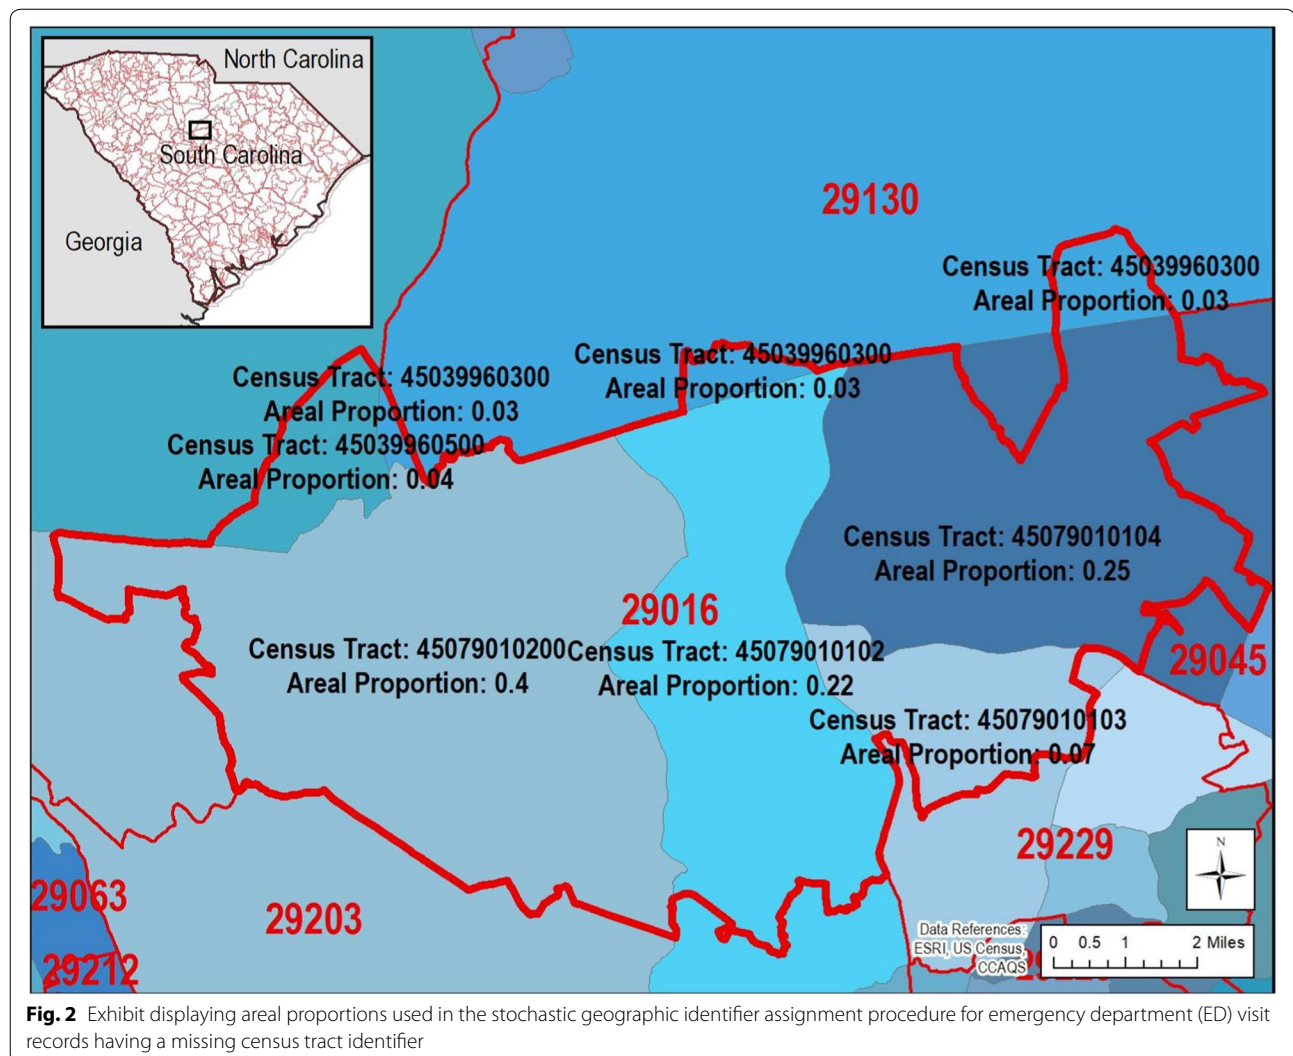 North Carolina
South Carolina
Georgia
29130
Census Tract: 45039960300
Areal Proportion: 0.03
Census Tract: 45039960300
Areal Proportion: 0.03
Census Tract: 45039960300
Areal Proportion: 0.03
Census Tract: 45039960500
Areal Proportion: 0.04
Census Tract: 45079010104
Areal Proportion: 0.25
29016
Census Tract: 45079010200
Areal Proportion: 0.4
Census Tract: 45079010102
Areal Proportion: 0.22
29045
Census Tract: 45079010103
Areal Proportion: 0.07
29229
N
29063
29203
29212
Data References:
ESRI, US Census,
CCAQS
0 0.5 1 2 Miles
Fig. 2 Exhibit displaying areal proportions used in the stochastic geographic identifier assignment procedure for emergency department (ED) visit
records having a missing census tract identifier